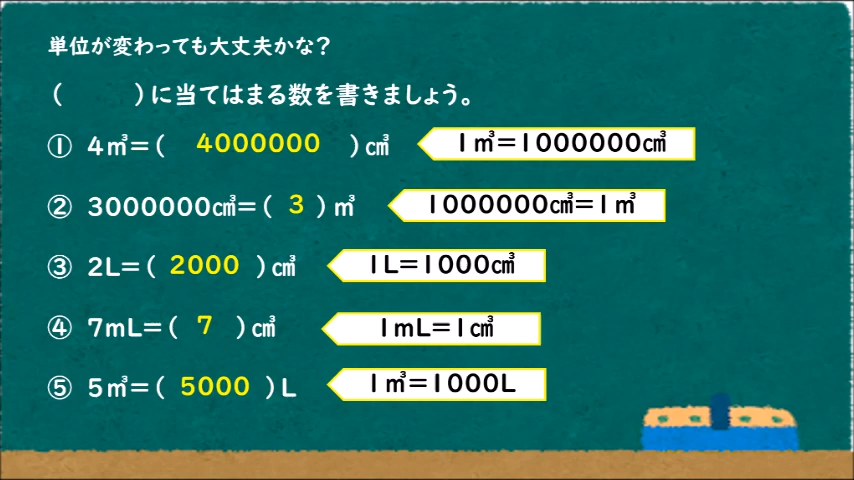 単位が変わっても大丈夫かな？
（　　　）に当てはまる数を書きましょう。
① 4㎥＝（ 4000000 ）㎤ 1㎥＝1000000㎤
② 3000000㎤＝（ 3 ）㎥ 1000000㎤＝1㎥
③ 2L＝（ 2000 ）㎤ 1L＝1000㎤
④ 7mL＝（ 7 ）㎤ 1mL＝1㎤
⑤ 5㎥＝（ 5000 ）L 1㎥＝1000L